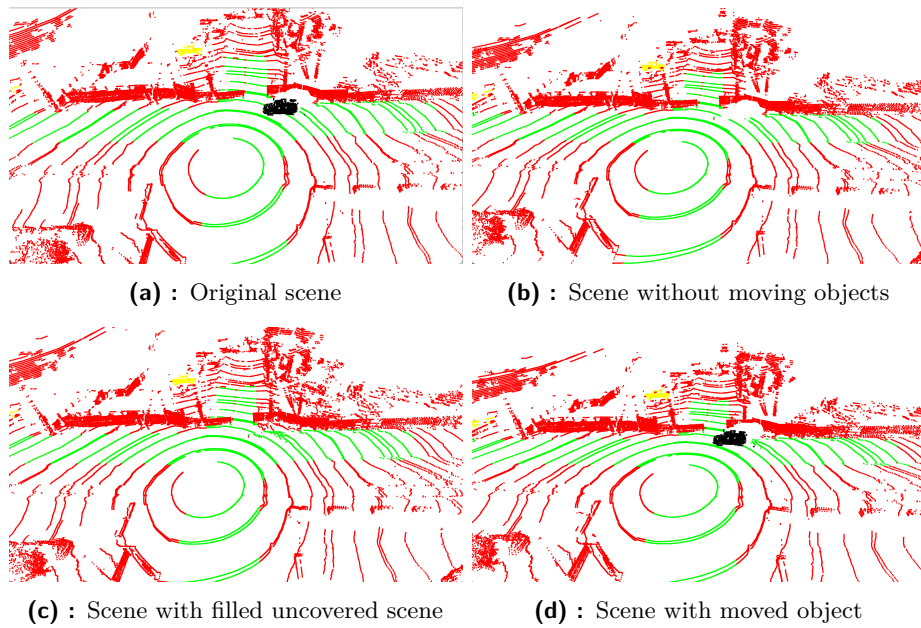 (a) : Original scene
(b) : Scene without moving objects
(c) : Scene with filled uncovered scene
(d) : Scene with moved object